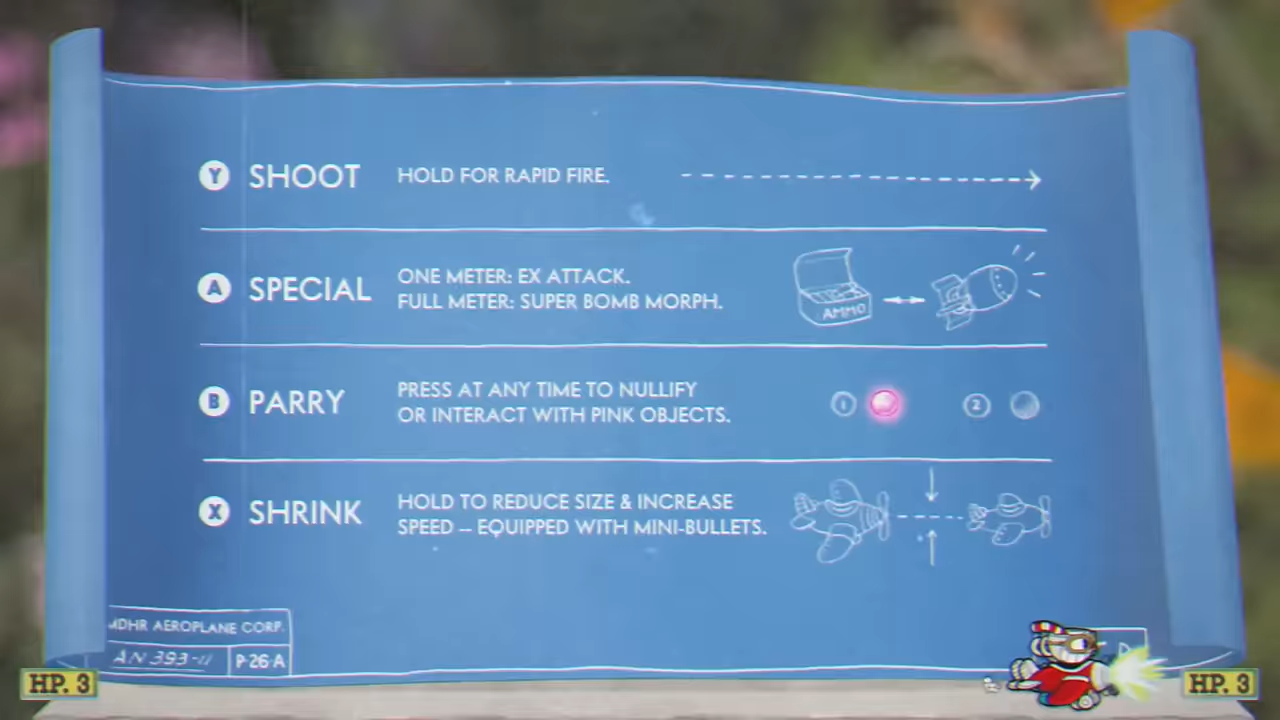 Y SHOOT HOLD FOR RAPID FIRE.
A SPECIAL ONE METER: EX ATTACK.
FULL METER: SUPER BOMB MORPH.
AMMO
B PARRY PRESS AT ANY TIME TO NULLIFY
OR INTERACT WITH PINK OBJECTS.
1 2
X SHRINK HOLD TO REDUCE SIZE & INCREASE
SPEED – EQUIPPED WITH MINI-BULLETS.
MDHR AEROPLANE CORP.
AN 393-11 P-26-A
HP. 3 HP. 3